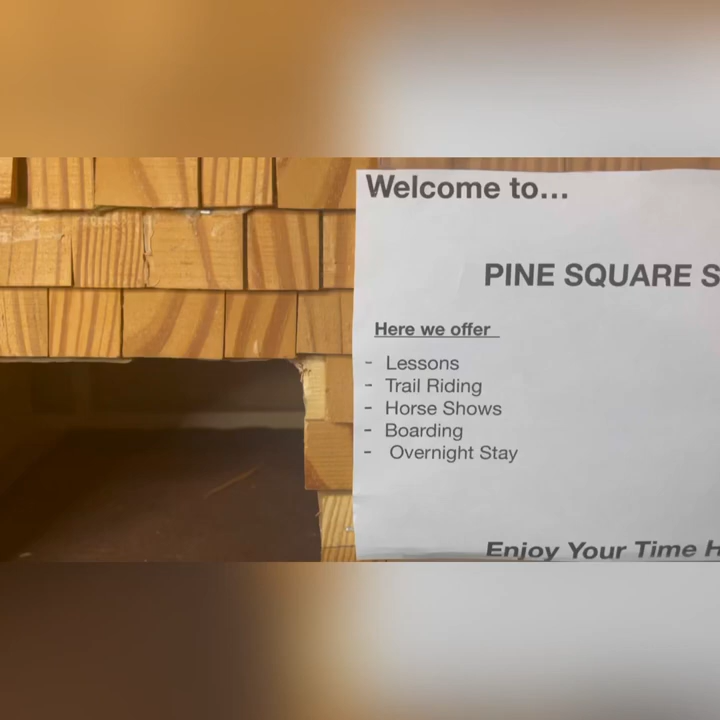 Welcome to...
PINE SQUARE S
Here we offer
- Lessons
- Trail Riding
- Horse Shows
- Boarding
- Overnight Stay
Enjoy Your Time H